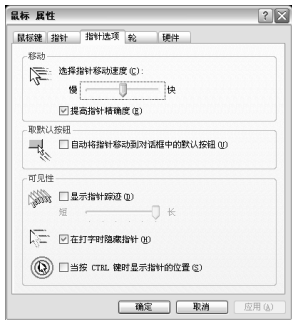 鼠标 属性
鼠标键 指针 指针选项 轮 硬件
移动
选择指针移动速度(C):
慢 快
提高指针精确度(E)
取默认按钮
自动将指针移动到对话框中的默认按钮(U)
可见性
显示指针踪迹(D)
短 长
在打字时隐藏指针(H)
当按 CTRL 键时显示指针的位置(S)
确定 取消 应用(A)